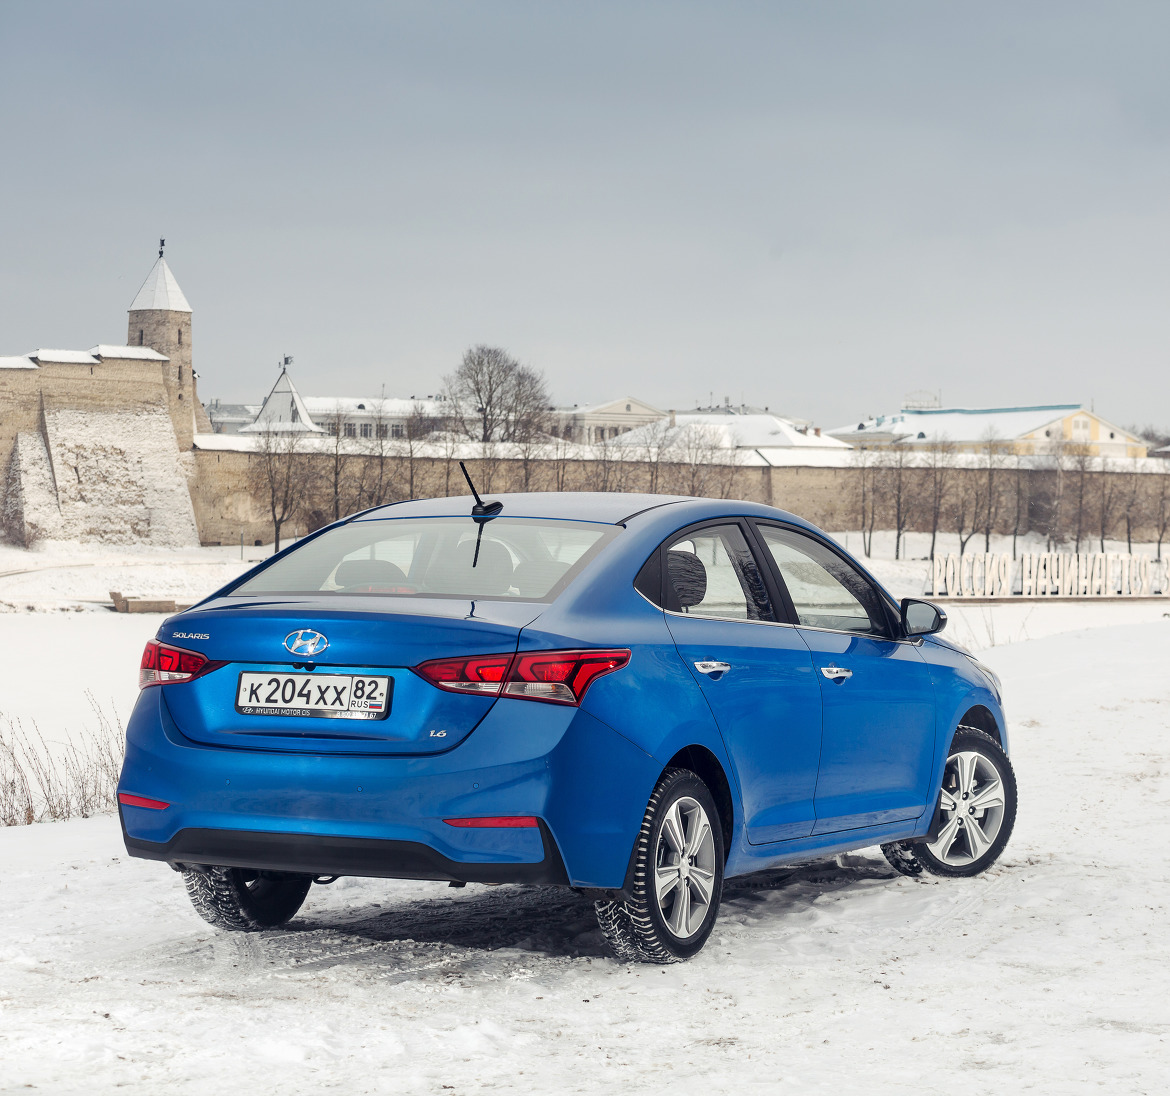 РОССИЯ НАЧИНАЕТСЯ
SOLARIS
К204ХХ 82
RUS
HYUNDAI MOTOR CIS
1.6